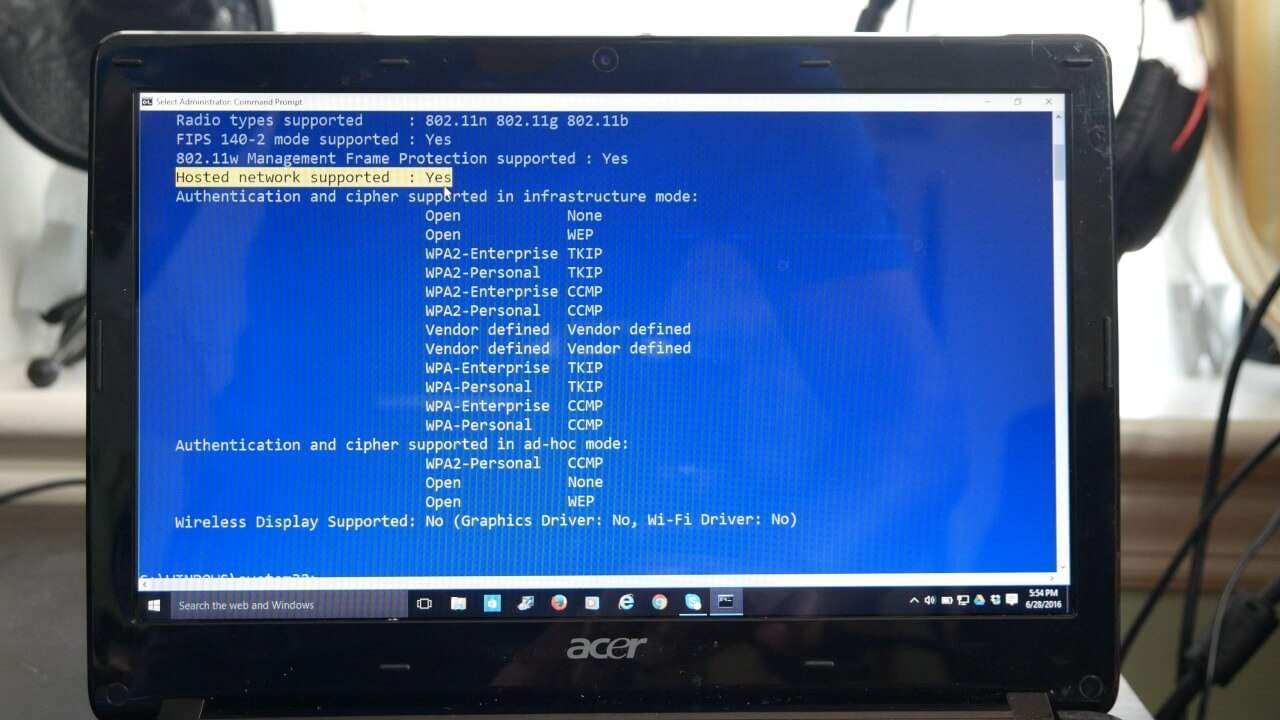 Select Administrator: Command Prompt
Radio types supported : 802.11n 802.11g 802.11b
FIPS 140-2 mode supported : Yes
802.11w Management Frame Protection supported : Yes
Hosted network supported : Yes
Authentication and cipher supported in infrastructure mode:
Open None
Open WEP
WPA2-Enterprise TKIP
WPA2-Personal TKIP
WPA2-Enterprise CCMP
WPA2-Personal CCMP
Vendor defined Vendor defined
Vendor defined Vendor defined
WPA-Enterprise TKIP
WPA-Personal TKIP
WPA-Enterprise CCMP
WPA-Personal CCMP
Authentication and cipher supported in ad-hoc mode:
WPA2-Personal CCMP
Open None
Open WEP
Wireless Display Supported: No (Graphics Driver: No, Wi-Fi Driver: No)
Search the web and Windows
5:54 PM
6/28/2016
acer